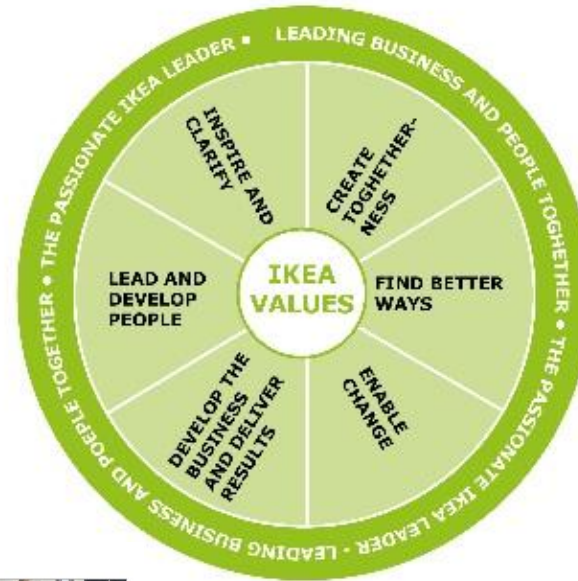 LEADING BUSINESS AND PEOPLE TOGHETHER • THE PASSIONATE IKEA LEADER • LEADING BUSINESS AND POEPLE TOGETHER • THE PASSIONATE IKEA LEADER •
INSPIRE AND
CLARIFY
CREATE
TOGHETHER-
NESS
LEAD AND
DEVELOP
PEOPLE
IKEA
VALUES
FIND BETTER
WAYS
DEVELOP THE
BUSINESS
AND DELIVER
RESULTS
ENABLE
CHANGE